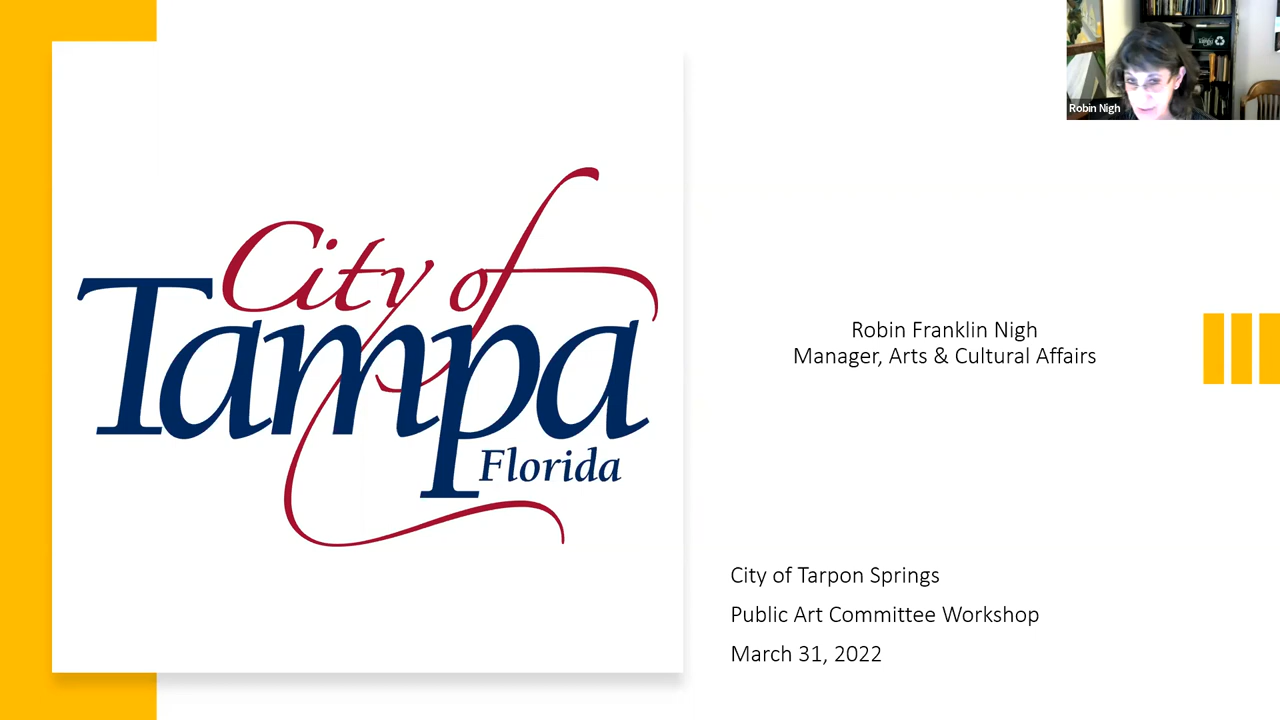 City of
Tampa
Florida
Robin Nigh
Robin Franklin Nigh
Manager, Arts & Cultural Affairs
City of Tarpon Springs
Public Art Committee Workshop
March 31, 2022